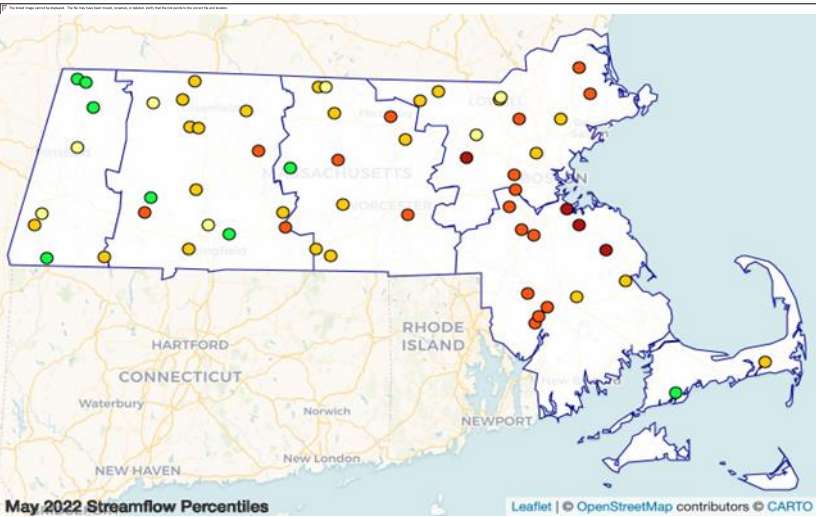 The linked image cannot be displayed. The file may have been moved, renamed, or deleted. Verify that the link points to the correct file and location.
LOWELL
MASSACHUSETTS
BOSTON
WORCESTER
RHODE
ISLAND
HARTFORD
CONNECTICUT
Waterbury
Norwich
NEWPORT
New London
NEW HAVEN
May 2022 Streamflow Percentiles
Leaflet | © OpenStreetMap contributors © CARTO